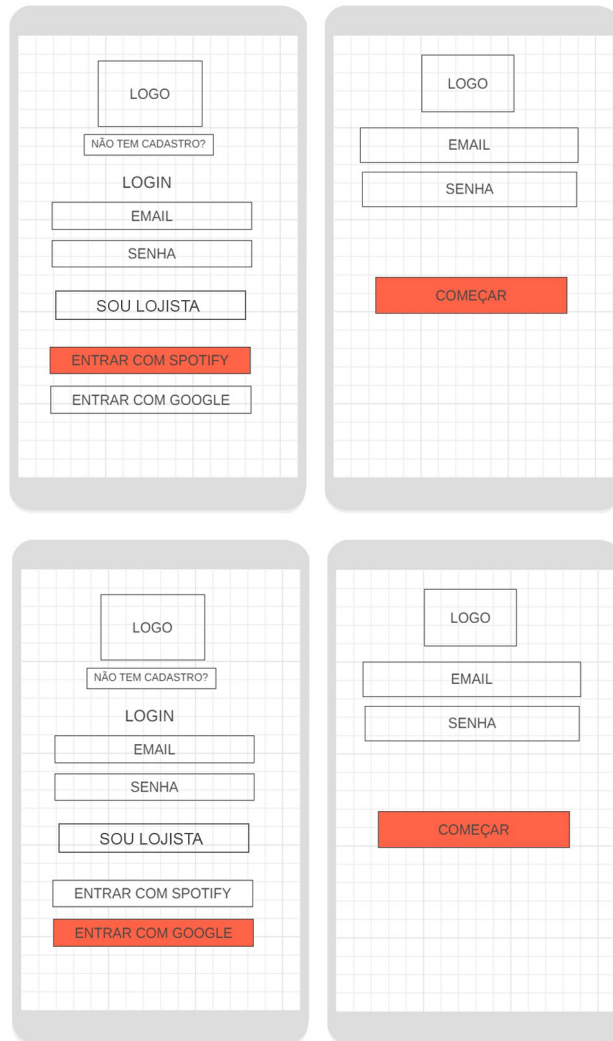 LOGO
NÃO TEM CADASTRO?
LOGIN
EMAIL
SENHA
SOU LOJISTA
ENTRAR COM SPOTIFY
ENTRAR COM GOOGLE
LOGO
EMAIL
SENHA
COMEÇAR
LOGO
NÃO TEM CADASTRO?
LOGIN
EMAIL
SENHA
SOU LOJISTA
ENTRAR COM SPOTIFY
ENTRAR COM GOOGLE
LOGO
EMAIL
SENHA
COMEÇAR